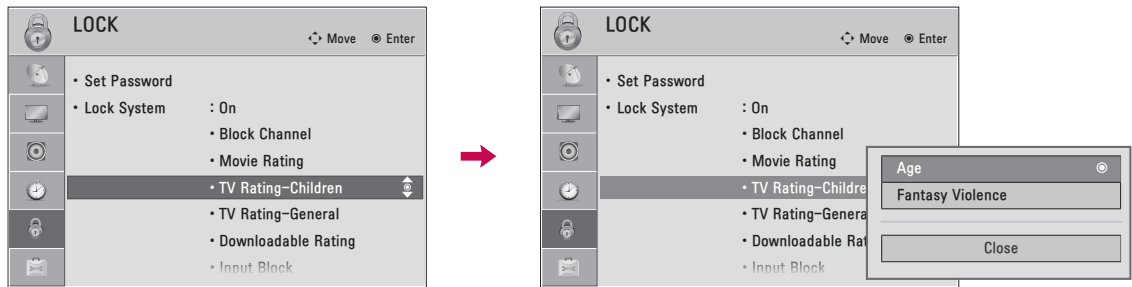 LOCK
Move Enter
• Set Password
• Lock System : On
• Block Channel
• Movie Rating
• TV Rating-Children
• TV Rating-General
• Downloadable Rating
• Input Block
LOCK
Move Enter
• Set Password
• Lock System : On
• Block Channel
• Movie Rating
• TV Rating-Childre
• TV Rating-Genera
• Downloadable Rat
• Input Block
Age
Fantasy Violence
Close